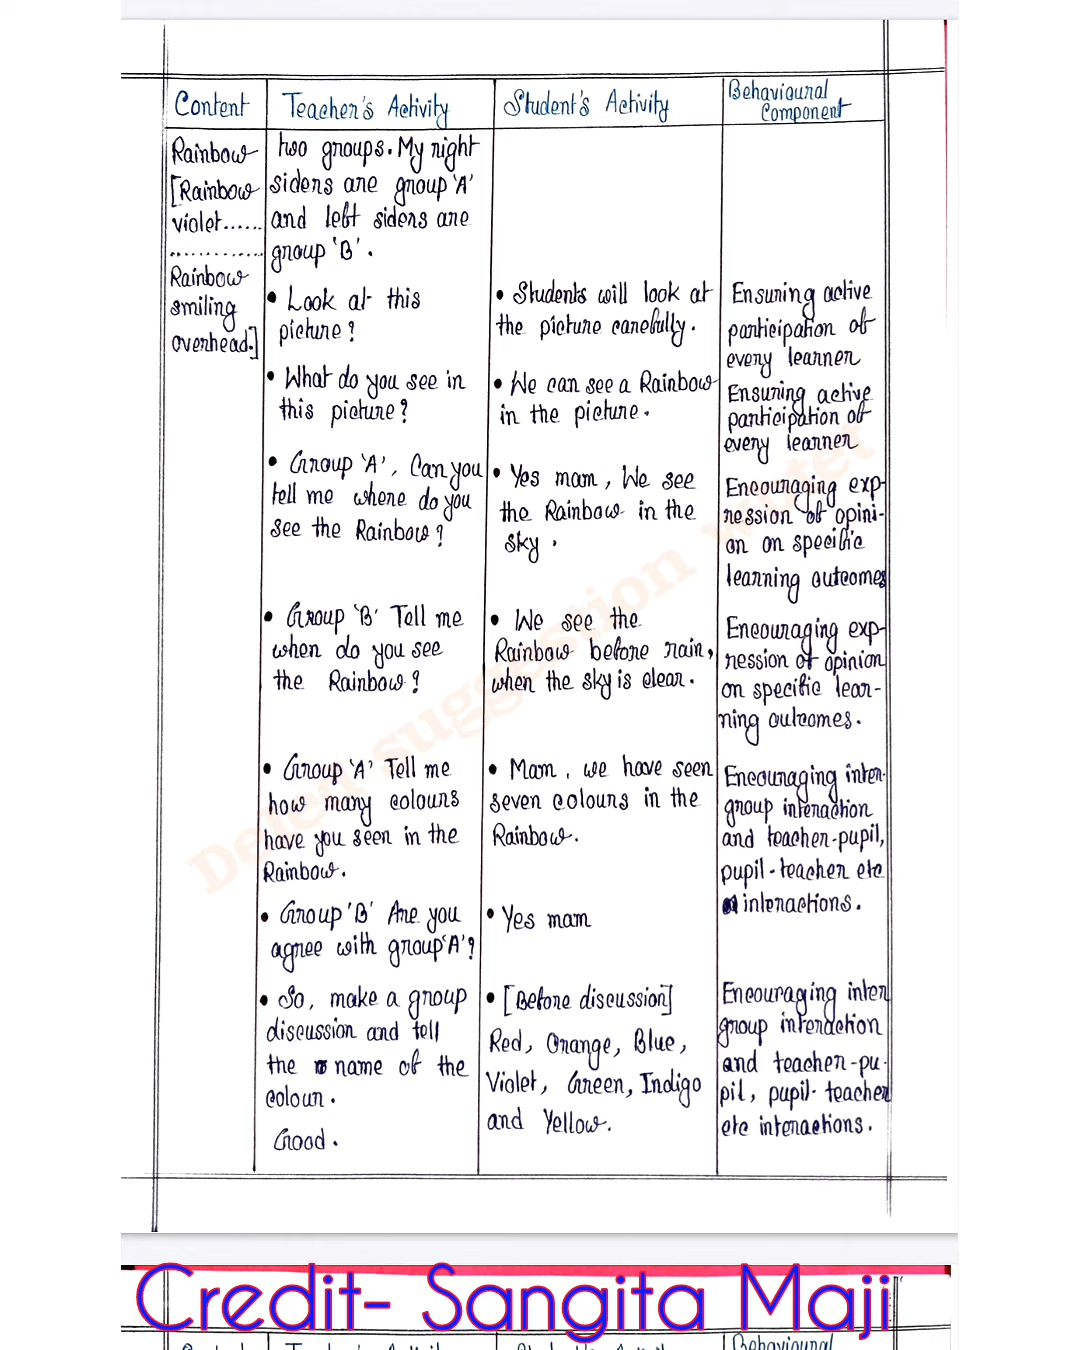 Content
Teacher's Activity
Student's Activity
Behavioural
Component
Rainbow
[Rainbow
violet......
.............
Rainbow
smiling
overhead.]
two groups. My right
siders are group 'A'
and left siders are
group 'B'.
• Look at this
picture?
• What do you see in
this picture?
• Group 'A', Can you
tell me where do you
see the Rainbow?
• Group 'B' Tell me
when do you see
the Rainbow?
• Group 'A' Tell me
how many colours
have you seen in the
Rainbow.
• Group 'B' Are you
agree with group 'A'?
• So, make a group
discussion and tell
the name of the
colour.
Good.
• Students will look at
the picture carefully.
• We can see a Rainbow
in the picture.
• Yes mam, We see
the Rainbow in the
sky.
• We see the
Rainbow before rain,
when the sky is clear.
• Mam, we have seen
seven colours in the
Rainbow.
• Yes mam
• [Before discussion]
Red, Orange, Blue,
Violet, Green, Indigo
and Yellow.
Ensuring active
participation of
every learner
Ensuring active
participation of
every learner
Encouraging exp-
ression of opini-
on on specific
learning outcomes
Encouraging exp-
ression of opinion
on specific lear-
ning outcomes.
Encouraging inter-
group interaction
and teacher-pupil,
pupil-teacher etc
interactions.
Encouraging inter
group interaction
and teacher-pu-
pil, pupil-teacher
etc interactions.
Credit- Sangita Maji
Behavioural